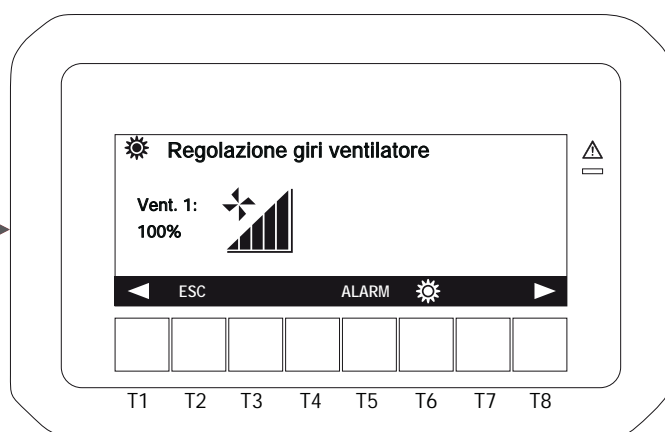 Regolazione giri ventilatore
Vent. 1:
100%
ESC ALARM
T1 T2 T3 T4 T5 T6 T7 T8